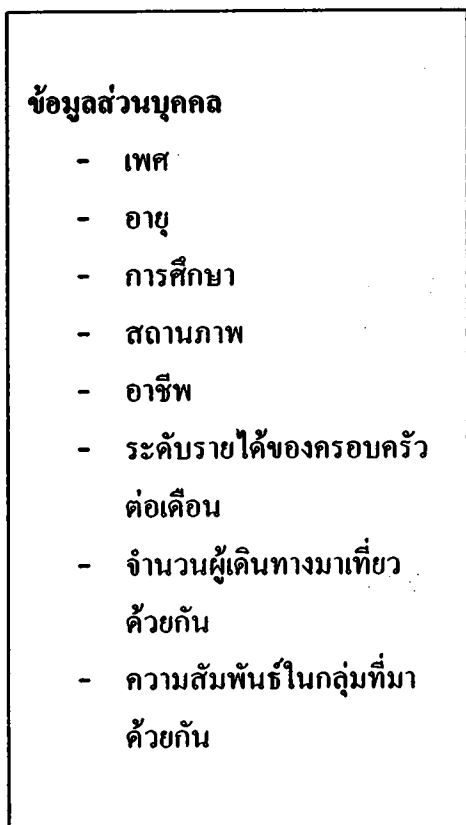 ข้อมูลส่วนบุคคล
- เพศ
- อายุ
- การศึกษา
- สถานภาพ
- อาชีพ
- ระดับรายได้ของครอบครัว
ต่อเดือน
- จำนวนผู้เดินทางมาเที่ยว
ด้วยกัน
- ความสัมพันธ์ในกลุ่มที่มา
ด้วยกัน